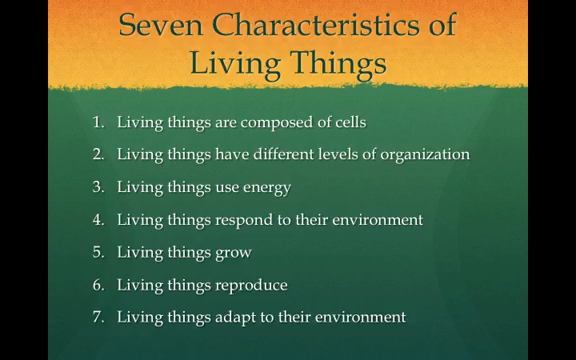 Seven Characteristics of
Living Things
1. Living things are composed of cells
2. Living things have different levels of organization
3. Living things use energy
4. Living things respond to their environment
5. Living things grow
6. Living things reproduce
7. Living things adapt to their environment